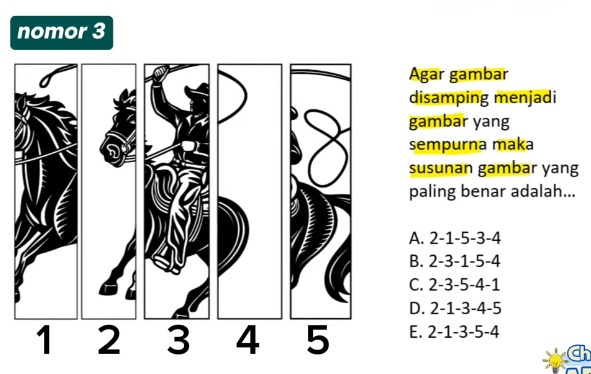 nomor 3
Agar gambar
disamping menjadi
gambar yang
sempurna maka
susunan gambar yang
paling benar adalah...
A. 2-1-5-3-4
B. 2-3-1-5-4
C. 2-3-5-4-1
D. 2-1-3-4-5
E. 2-1-3-5-4
1 2 3 4 5